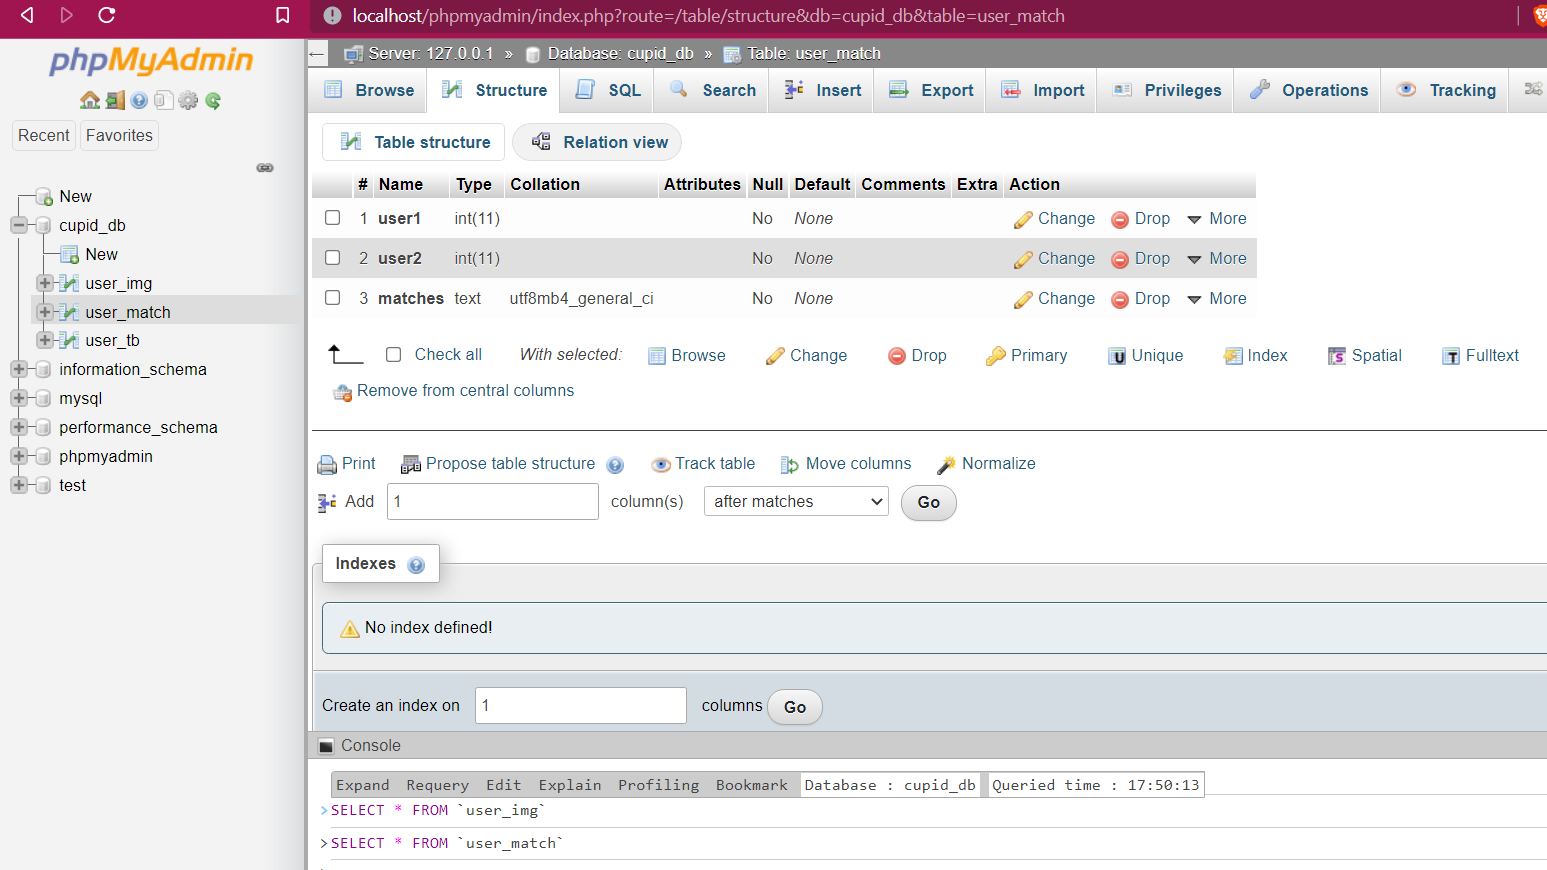 localhost/phpmyadmin/index.php?route=/table/structure&db=cupid_db&table=user_match
phpMyAdmin
Recent Favorites
New
cupid_db
New
user_img
user_match
user_tb
information_schema
mysql
performance_schema
phpmyadmin
test
Server: 127.0.0.1 » Database: cupid_db » Table: user_match
Browse Structure SQL Search Insert Export Import Privileges Operations Tracking
Table structure Relation view
# Name Type Collation Attributes Null Default Comments Extra Action
1 user1 int(11) No None Change Drop More
2 user2 int(11) No None Change Drop More
3 matches text utf8mb4_general_ci No None Change Drop More
Check all With selected: Browse Change Drop Primary Unique Index Spatial Fulltext
Remove from central columns
Print Propose table structure Track table Move columns Normalize
Add 1 column(s) after matches Go
Indexes
No index defined!
Create an index on 1 columns Go
Console
Expand Requery Edit Explain Profiling Bookmark Database : cupid_db Queried time : 17:50:13
>SELECT * FROM `user_img`
>SELECT * FROM `user_match`